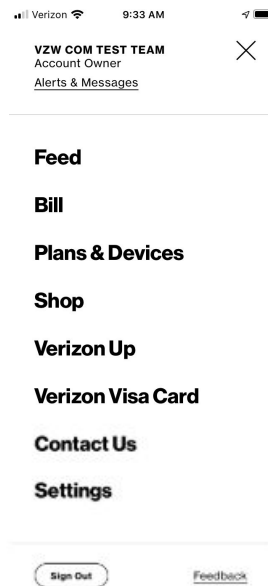 Verizon 9:33 AM
VZW COM TEST TEAM
Account Owner
Alerts & Messages
Feed
Bill
Plans & Devices
Shop
Verizon Up
Verizon Visa Card
Contact Us
Settings
Sign Out Feedback